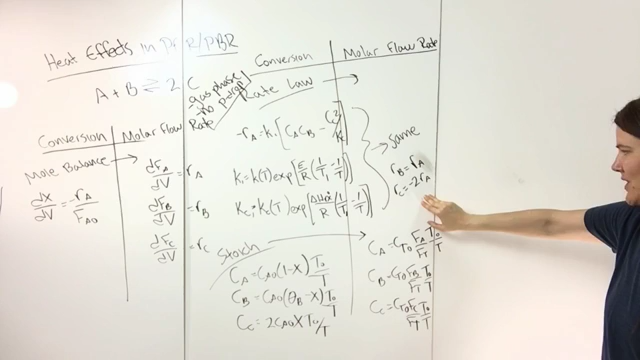 Heat Effects in PFR/PBR
A + B ⇄ 2C
- gas phase
- no p-drop
Rate
Conversion
Molar Flow
Mole Balance →
dX/dV = -rA/FA0
dFA/dV = rA
dFB/dV = rB
dFC/dV = rC
Conversion
Molar Flow Rate
Rate Law →
-rA = k1[CACB - CC²/KC]
k1 = k(T1) exp[E/R(1/T1 - 1/T)]
KC = KC(T1) exp[ΔHRX°/R(1/T1 - 1/T)]
same
rB = rA
rC = -2rA
Stoich →
CA = CA0(1-X)T0/T
CB = CA0(θB-X)T0/T
CC = 2CA0XT0/T
CA = CT0 FA/FT T0/T
CB = CT0 FB/FT T0/T
CC = CT0 FC/FT T0/T